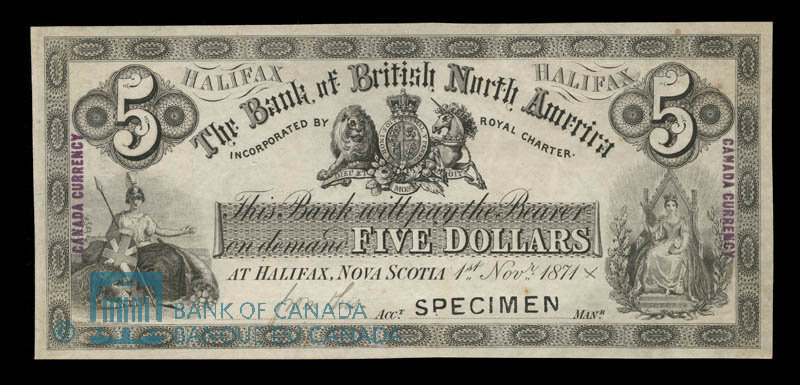 5 HALIFAX HALIFAX 5
The Bank of British North America
INCORPORATED BY ROYAL CHARTER.
DIEU ET MON DROIT
CANADA CURRENCY
CANADA CURRENCY
This Bank will pay the Bearer
on demand FIVE DOLLARS
AT HALIFAX, NOVA SCOTIA 1st Novr. 1871
ACCT. SPECIMEN MANR
© BANK OF CANADA
BANQUE DU CANADA